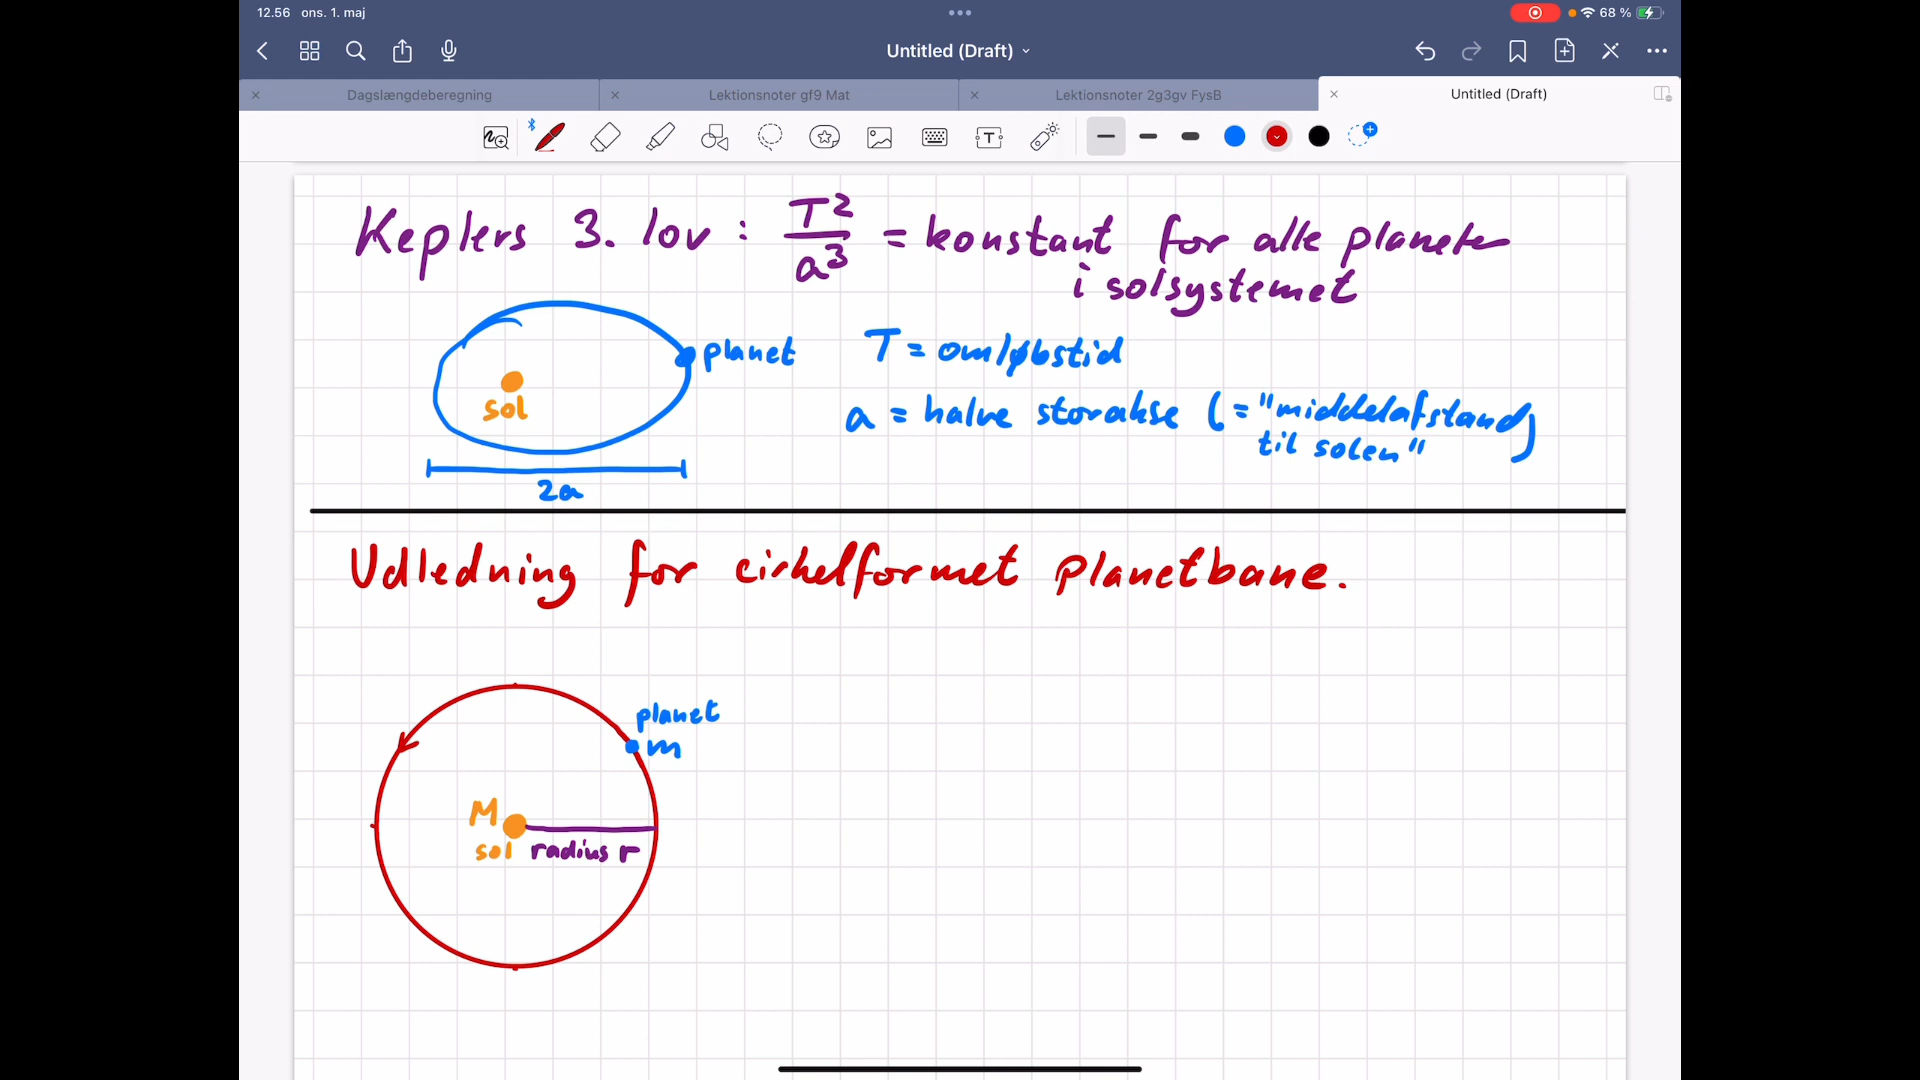 12.56 ons. 1. maj
68 %
Untitled (Draft)
Dagslængdeberegning
Lektionsnoter gf9 Mat
Lektionsnoter 2g3gv FysB
Untitled (Draft)
Keplers 3. lov : T²/a³ = konstant for alle planeter
i solsystemet
planet
sol
2a
T = omløbstid
a = halve storakse (= "middelafstand
til solen")
Udledning for cirkelformet planetbane.
planet
m
M
sol radius r